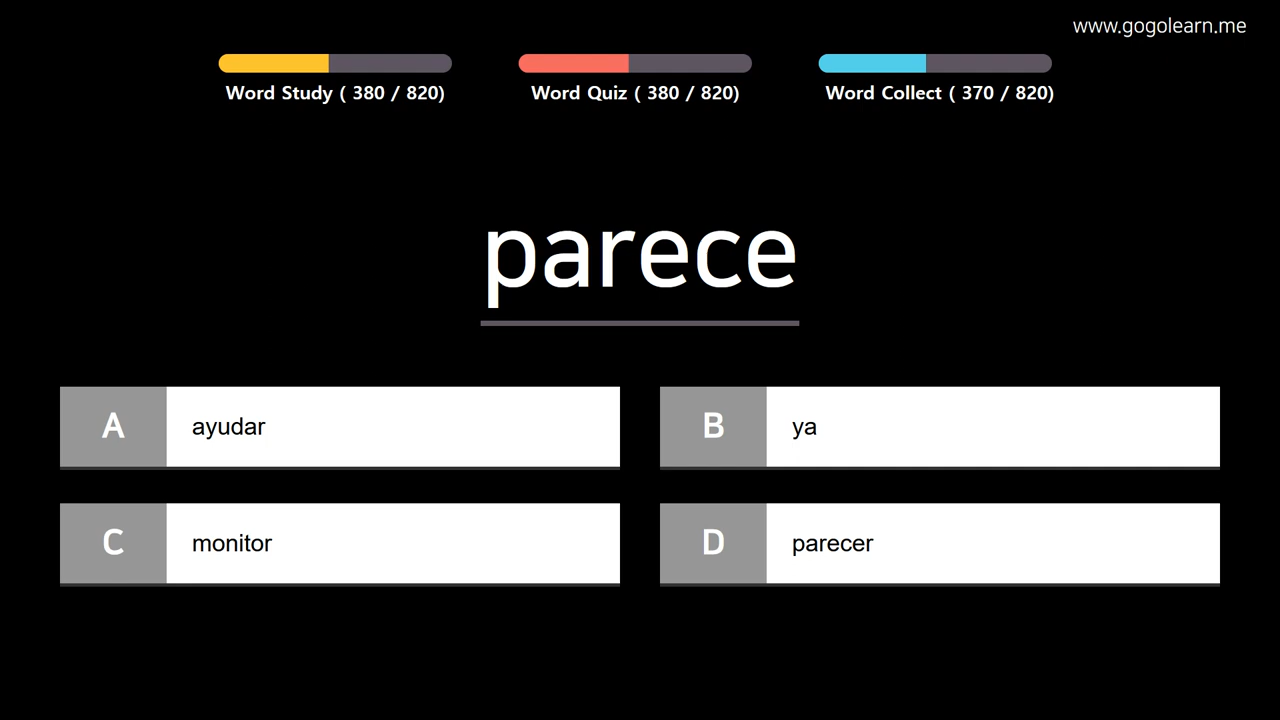 www.gogolearn.me
Word Study ( 380 / 820)
Word Quiz ( 380 / 820)
Word Collect ( 370 / 820)
parece
A ayudar
B ya
C monitor
D parecer